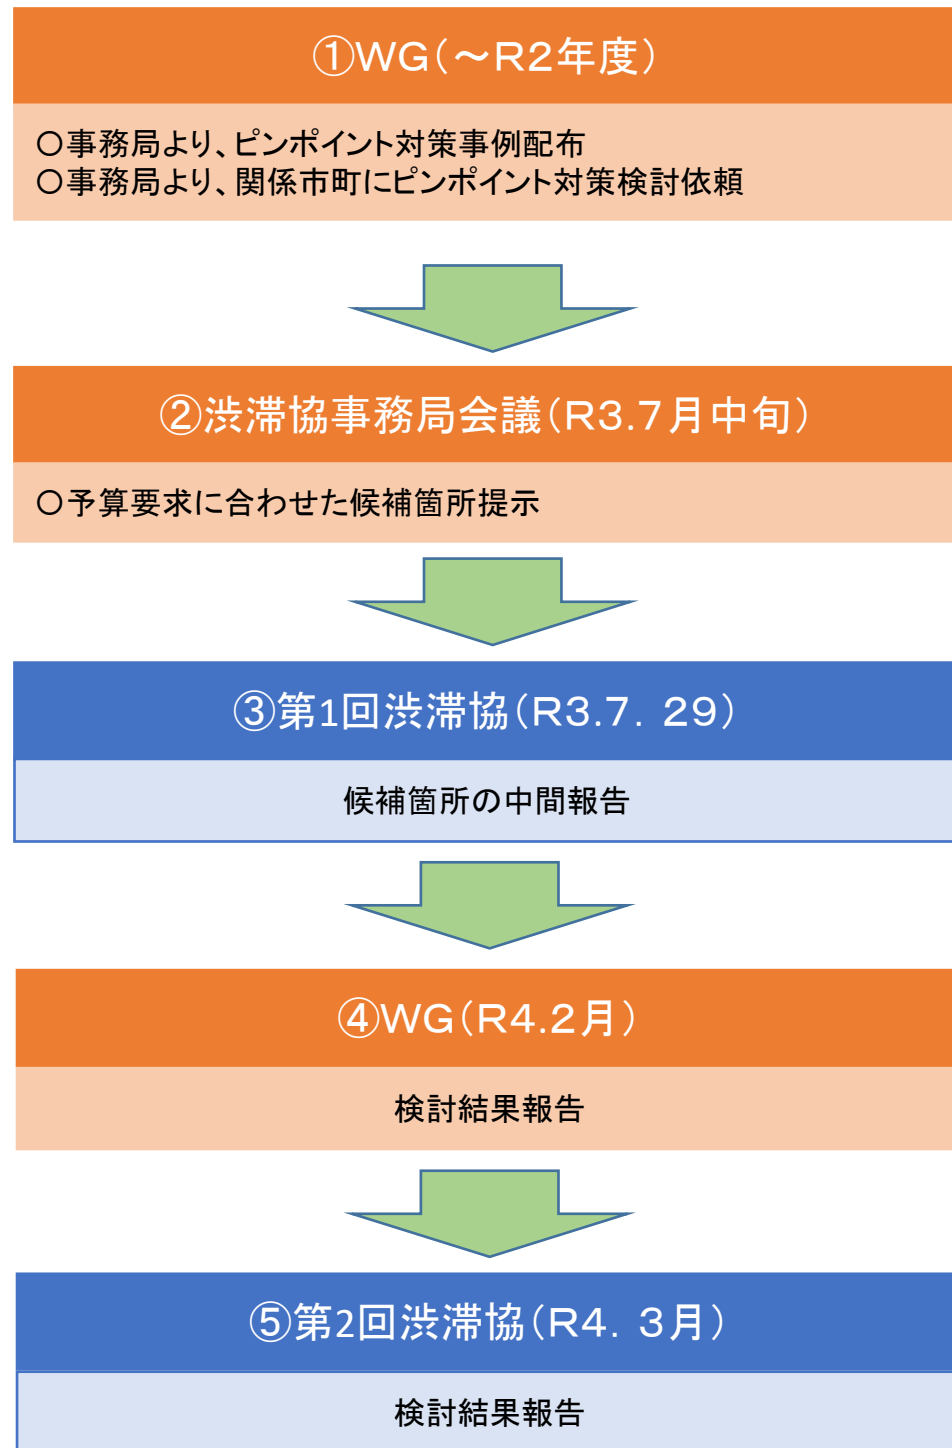 ①WG(～R2年度)
○事務局より、ピンポイント対策事例配布
○事務局より、関係市町にピンポイント対策検討依頼
②渋滞協事務局会議(R3.7月中旬)
○予算要求に合わせた候補箇所提示
③第1回渋滞協(R3.7．29)
候補箇所の中間報告
④WG(R4.2月)
検討結果報告
⑤第2回渋滞協(R4．3月)
検討結果報告